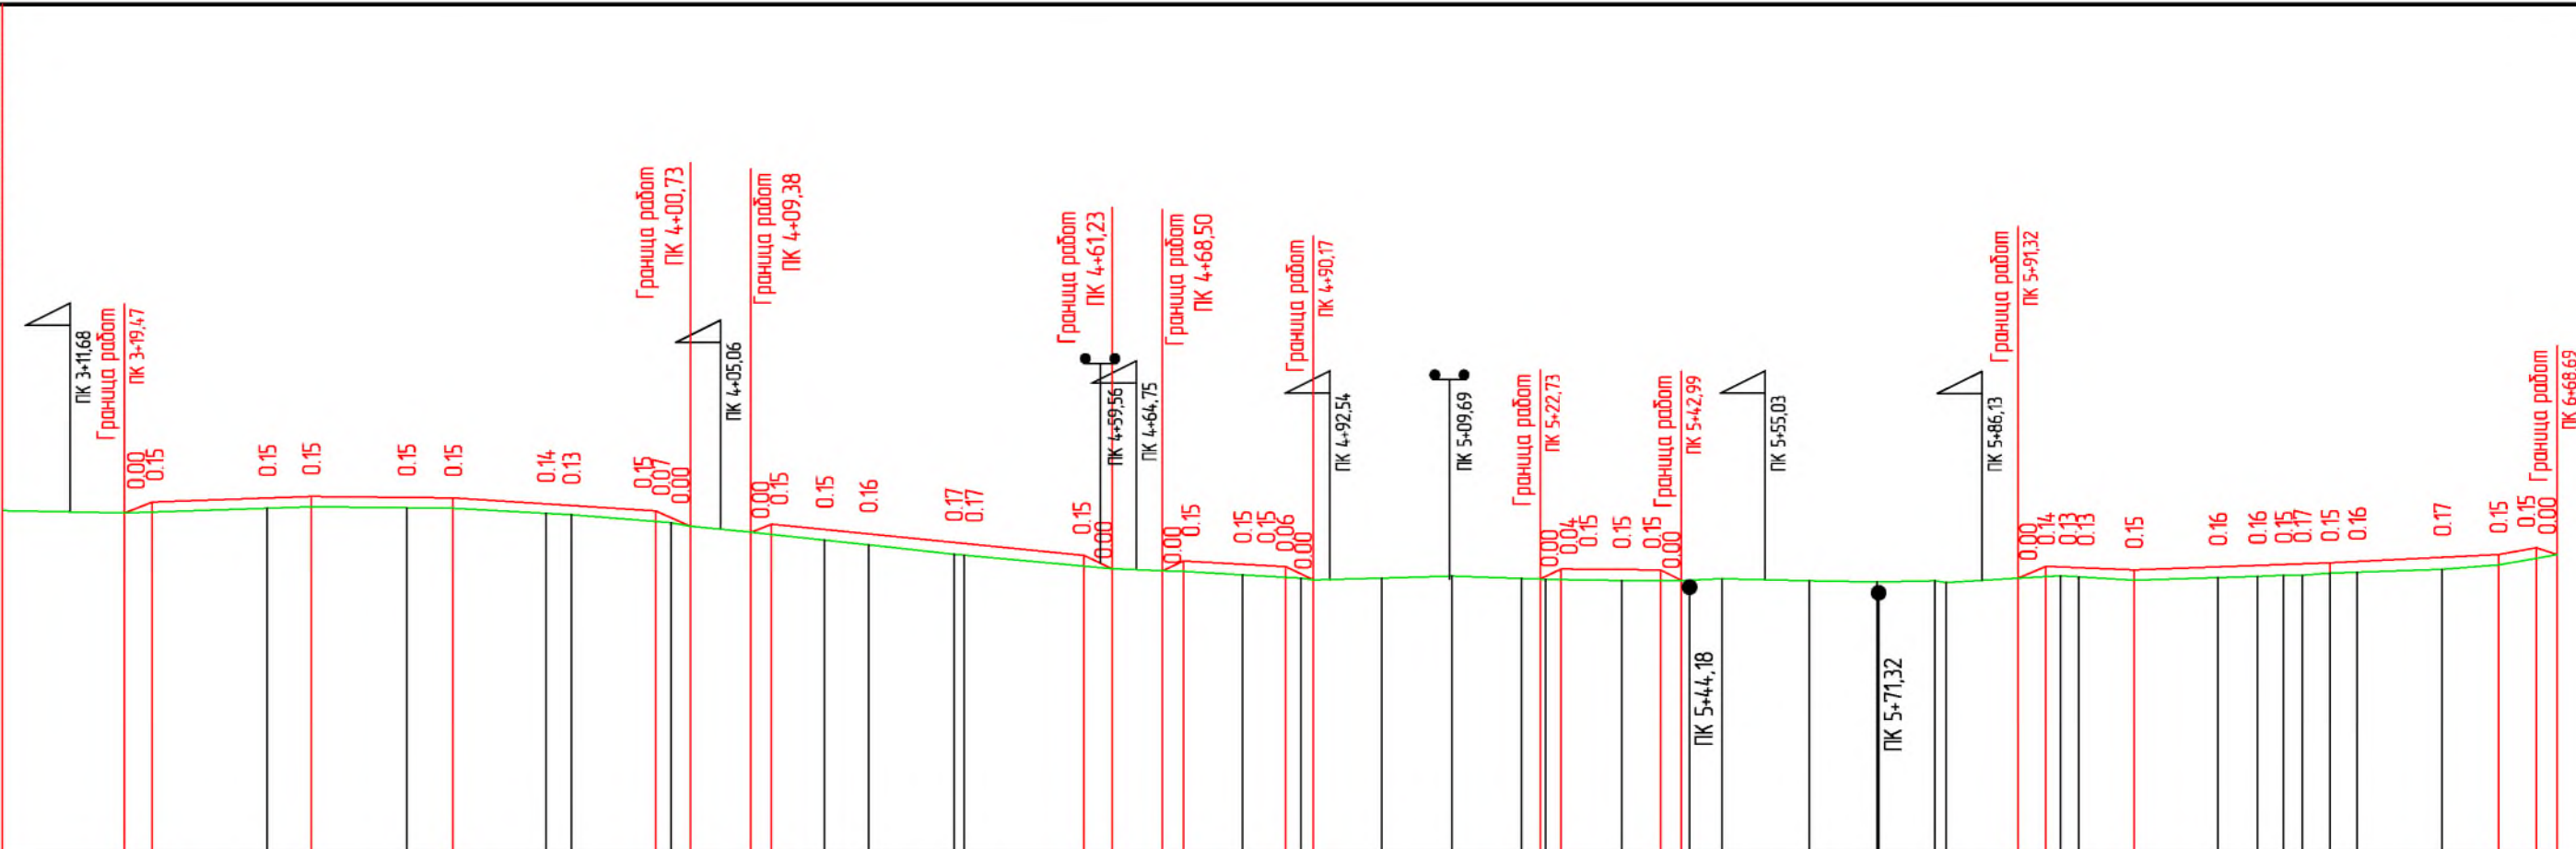 ПК 3+11,68
Граница работ
ПК 3+19,47
0.00
0.15
0.15
0.15
0.15
0.15
0.14
0.13
0.15
0.07
0.00
Граница работ
ПК 4+00,73
ПК 4+05,06
Граница работ
ПК 4+09,38
0.00
0.15
0.15
0.16
0.17
0.17
0.15
0.00
Граница работ
ПК 4+61,23
ПК 4+59,56
ПК 4+64,75
Граница работ
ПК 4+68,50
0.00
0.15
0.15
0.15
0.06
0.00
Граница работ
ПК 4+90,17
ПК 4+92,54
ПК 5+09,69
Граница работ
ПК 5+22,73
0.00
0.04
0.15
0.15
0.15
0.00
Граница работ
ПК 5+42,99
ПК 5+44,18
ПК 5+55,03
ПК 5+71,32
ПК 5+86,13
Граница работ
ПК 5+91,32
0.00
0.14
0.13
0.13
0.15
0.16
0.16
0.15
0.17
0.15
0.16
0.17
0.15
0.15
0.00
Граница работ
ПК 6+68,69